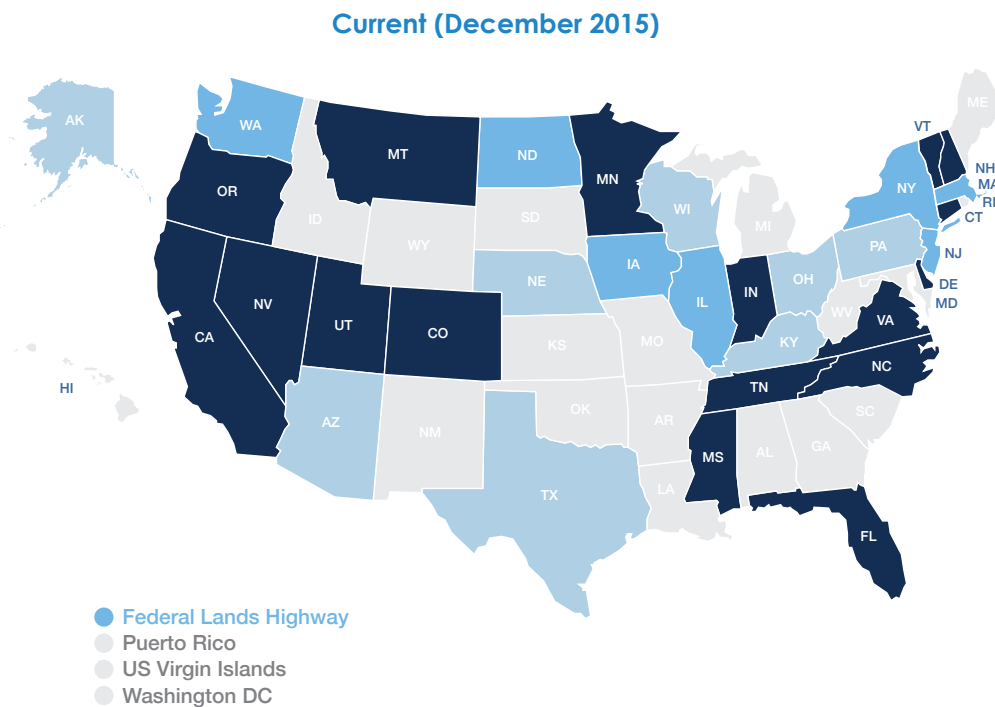 Current (December 2015)
AK
WA
MT
ND
MN
ME
VT
NH
MA
RI
CT
NY
OR
ID
SD
WI
MI
WY
PA
NJ
IA
NE
OH
IL
IN
DE
MD
NV
WV
VA
UT
CO
CA
KS
MO
KY
NC
HI
TN
AZ
NM
OK
AR
SC
MS
AL
GA
LA
TX
FL
Federal Lands Highway
Puerto Rico
US Virgin Islands
Washington DC